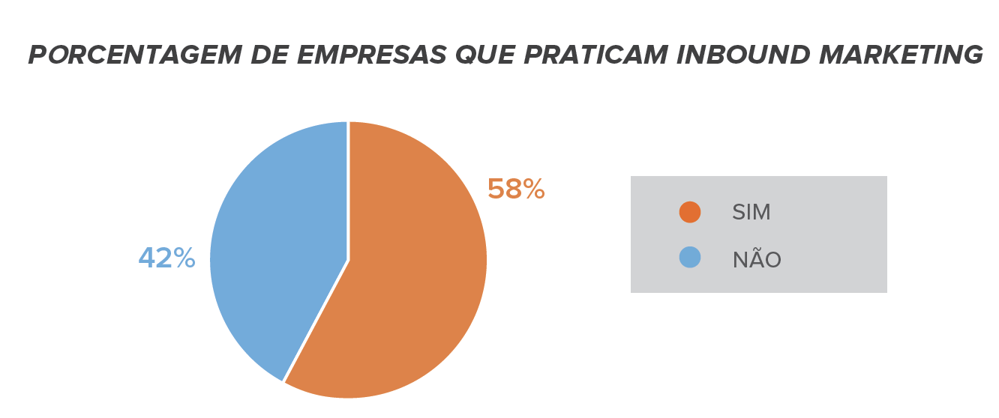 PORCENTAGEM DE EMPRESAS QUE PRATICAM INBOUND MARKETING
58%
42%
SIM
NÃO